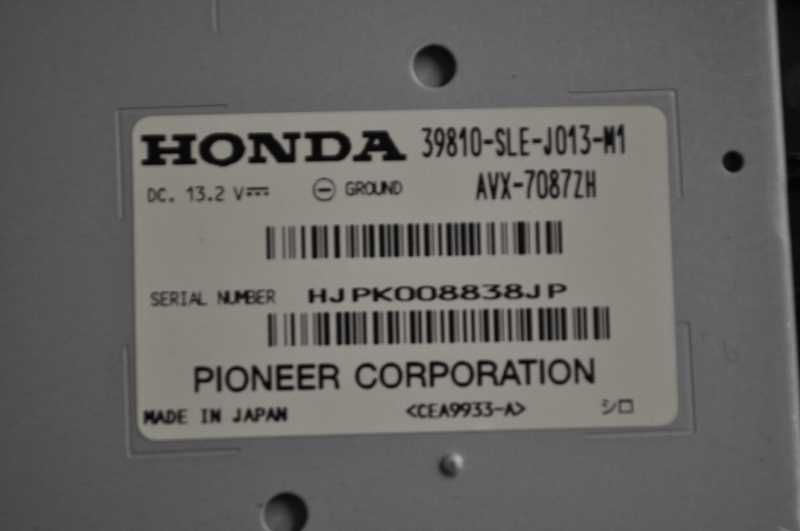 HONDA 39810-SLE-J013-M1
DC. 13.2 V⎓ ⊖ GROUND AVX-7087ZH
SERIAL NUMBER HJPK008838JP
PIONEER CORPORATION
MADE IN JAPAN <CEA9933-A> シロ